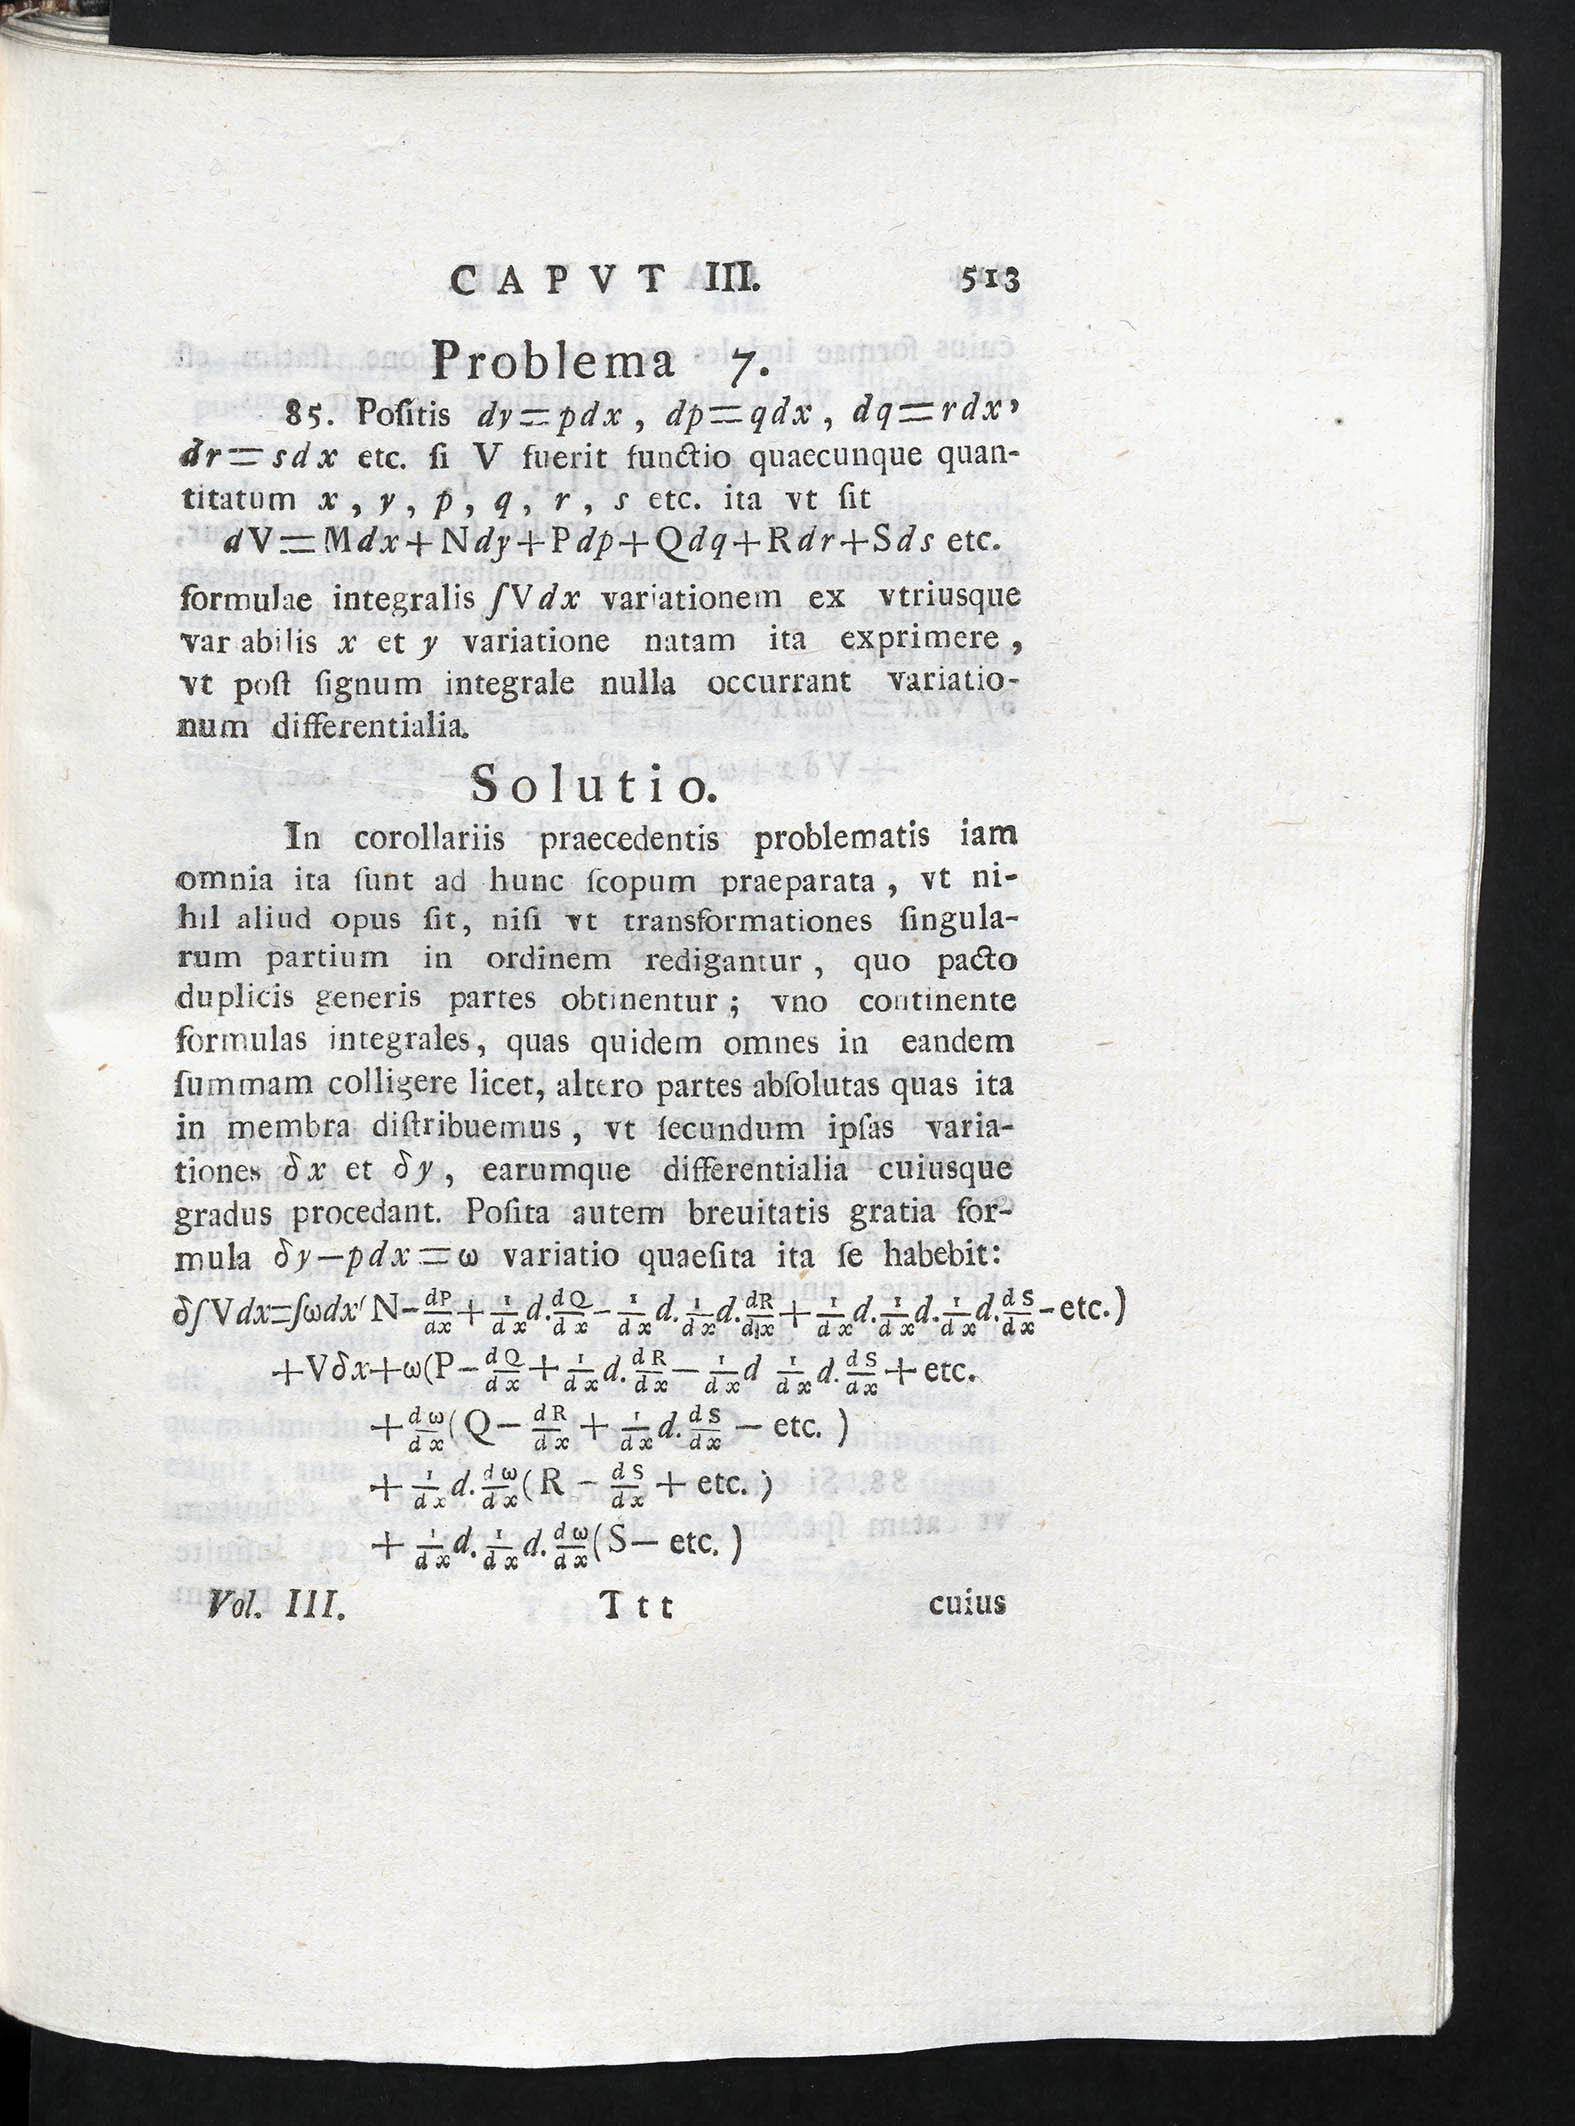 CAPVT III. 513
Problema 7.
85. Poſitis dy=pdx, dp=qdx, dq=rdx,
dr=sdx etc. ſi V fuerit functio quaecunque quan-
titatum x, y, p, q, r, s etc. ita vt ſit
dV=Mdx+Ndy+Pdp+Qdq+Rdr+Sds etc.
formulae integralis ∫Vdx variationem ex vtriusque
var abilis x et y variatione natam ita exprimere,
vt poſt ſignum integrale nulla occurrant variatio-
num differentialia.
Solutio.
In corollariis praecedentis problematis iam
omnia ita ſunt ad hunc ſcopum praeparata, vt ni-
hil aliud opus ſit, niſi vt transformationes ſingula-
rum partium in ordinem redigantur, quo pacto
duplicis generis partes obtinentur; vno continente
formulas integrales, quas quidem omnes in eandem
ſummam colligere licet, altero partes abſolutas quas ita
in membra diſtribuemus, vt ſecundum ipſas varia-
tiones δx et δy, earumque differentialia cuiusque
gradus procedant. Poſita autem breuitatis gratia for-
mula δy−pdx=ω variatio quaeſita ita ſe habebit:
δ∫Vdx=∫ωdx(N−dP/dx+1/dx d.dQ/dx−1/dx d.1/dx d.dR/dx+1/dx d.1/dx d.1/dx d.dS/dx−etc.)
+Vδx+ω(P−dQ/dx+1/dx d.dR/dx−1/dx d 1/dx d.dS/dx+etc.
+dω/dx(Q−dR/dx+1/dx d.dS/dx−etc.)
+1/dx d.dω/dx(R−dS/dx+etc.)
+1/dx d.1/dx d.dω/dx(S−etc.)
Vol. III. Ttt cuius